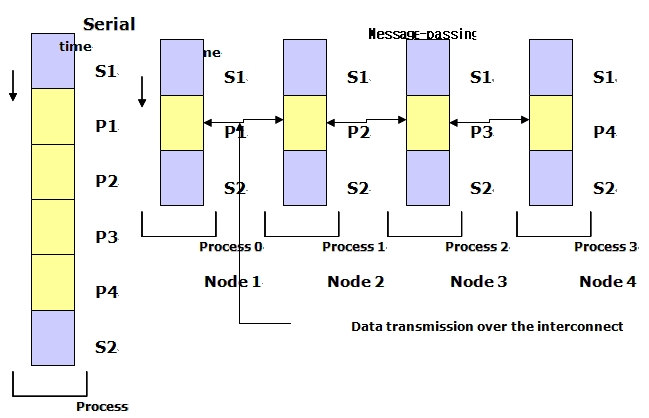 Serial
time
S1
P1
P2
P3
P4
S2
Process
Message-passing
me
S1
P1
S2
Process 0
Node 1
S1
P2
S2
Process 1
Node 2
S1
P3
S2
Process 2
Node 3
S1
P4
S2
Process 3
Node 4
Data transmission over the interconnect